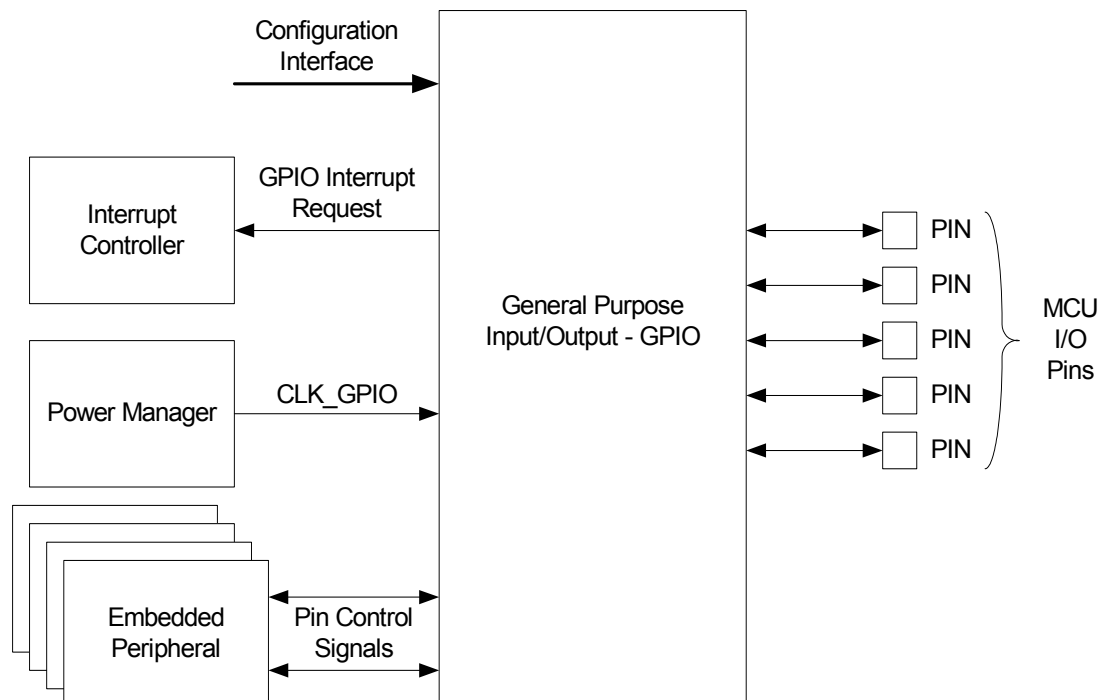 Configuration
Interface
GPIO Interrupt
Request
Interrupt
Controller
General Purpose
Input/Output - GPIO
Power Manager
CLK_GPIO
Embedded
Peripheral
Pin Control
Signals
PIN
PIN
PIN
PIN
PIN
MCU
I/O
Pins